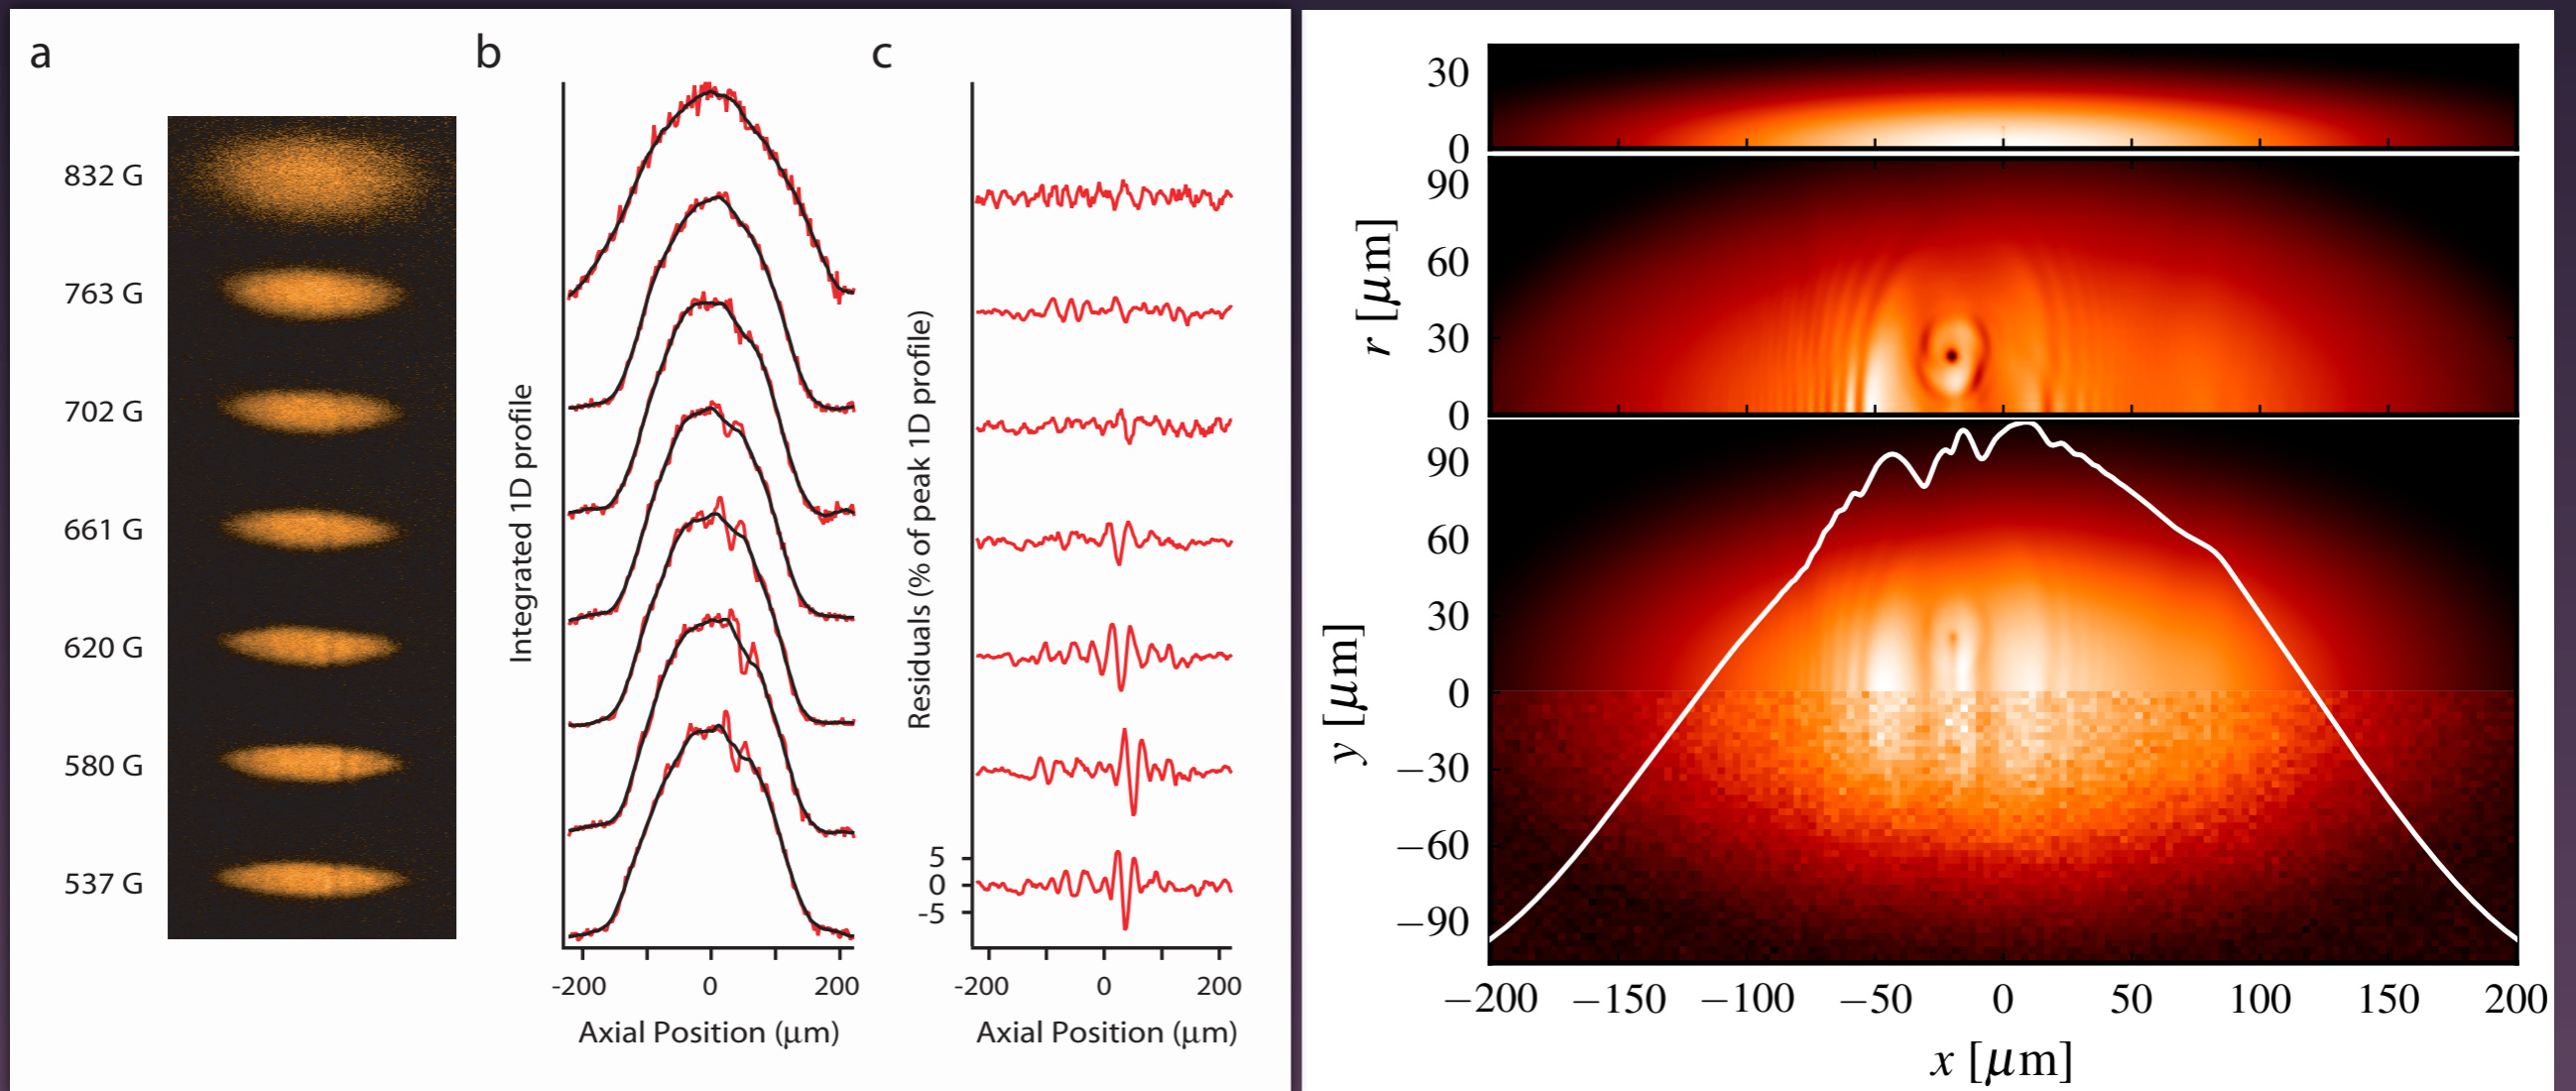 a
832 G
763 G
702 G
661 G
620 G
580 G
537 G
b
Integrated 1D profile
-200
0
200
Axial Position (μm)
c
Residuals (% of peak 1D profile)
5
0
-5
-200
0
200
Axial Position (μm)
30
0
90
60
30
0
r [μm]
90
60
30
0
−30
−60
−90
y [μm]
−200
−150
−100
−50
0
50
100
150
200
x [μm]